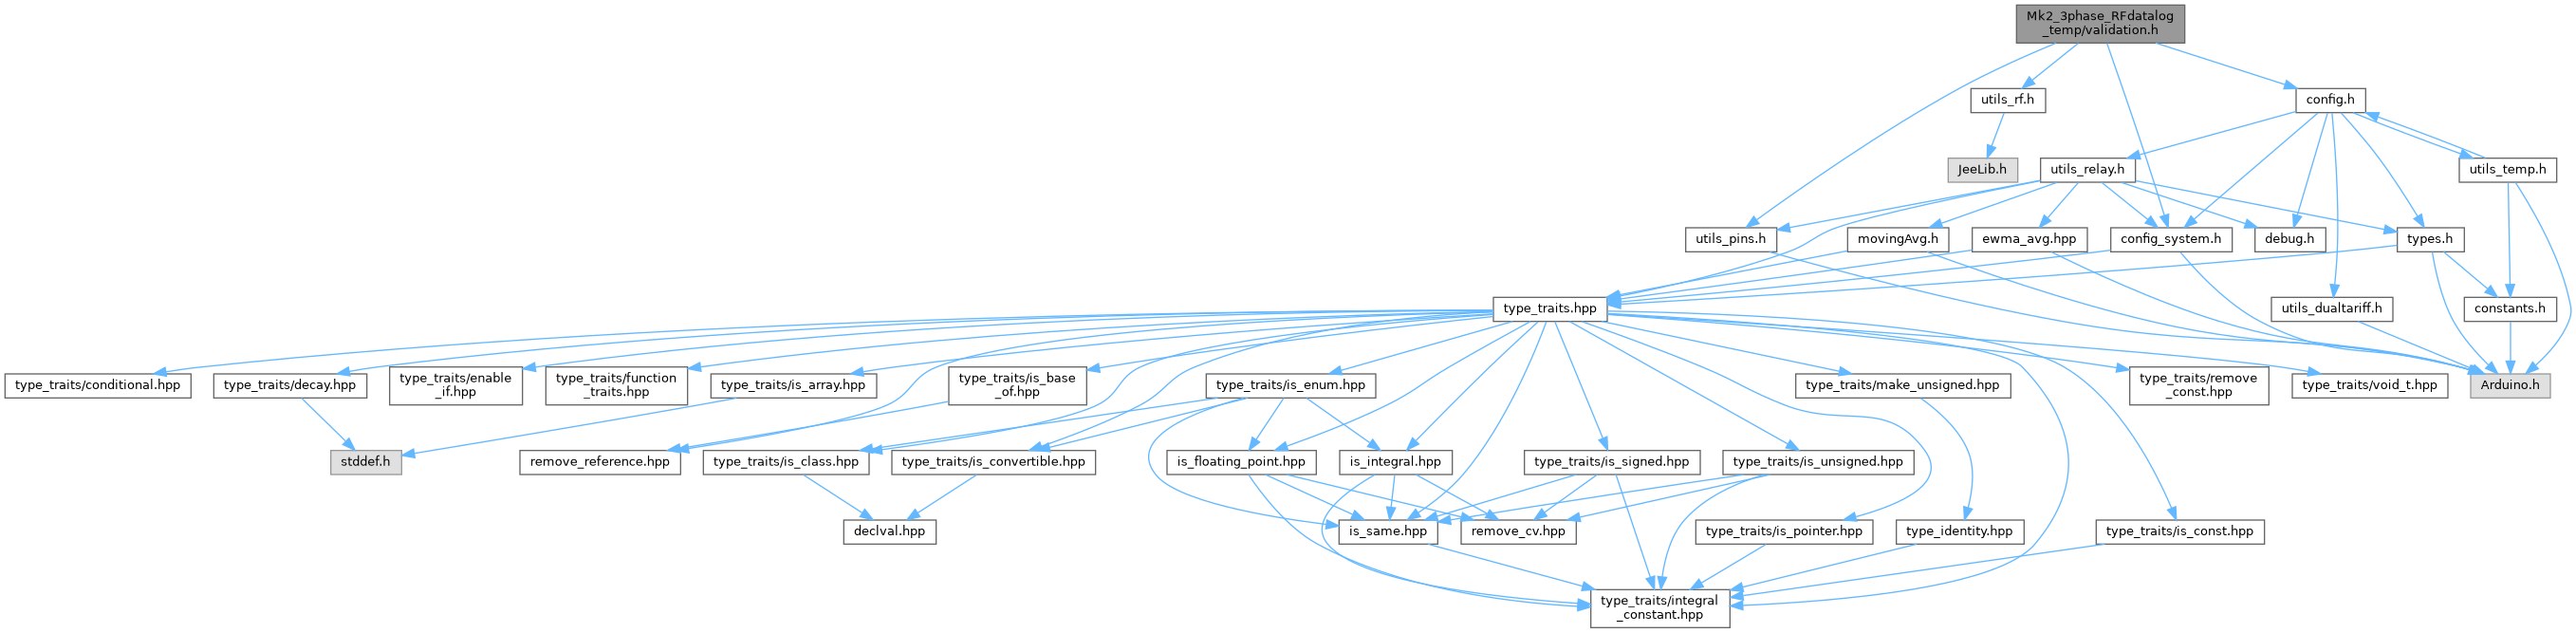 Mk2_3phase_RFdatalog
_temp/validation.h
utils_rf.h
config.h
JeeLib.h
utils_relay.h
utils_temp.h
utils_pins.h
movingAvg.h
ewma_avg.hpp
config_system.h
debug.h
types.h
type_traits.hpp
utils_dualtariff.h
constants.h
type_traits/conditional.hpp
type_traits/decay.hpp
type_traits/enable
_if.hpp
type_traits/function
_traits.hpp
type_traits/is_array.hpp
type_traits/is_base
_of.hpp
type_traits/is_enum.hpp
type_traits/make_unsigned.hpp
type_traits/remove
_const.hpp
type_traits/void_t.hpp
Arduino.h
stddef.h
remove_reference.hpp
type_traits/is_class.hpp
type_traits/is_convertible.hpp
is_floating_point.hpp
is_integral.hpp
type_traits/is_signed.hpp
type_traits/is_unsigned.hpp
declval.hpp
is_same.hpp
remove_cv.hpp
type_traits/is_pointer.hpp
type_identity.hpp
type_traits/is_const.hpp
type_traits/integral
_constant.hpp